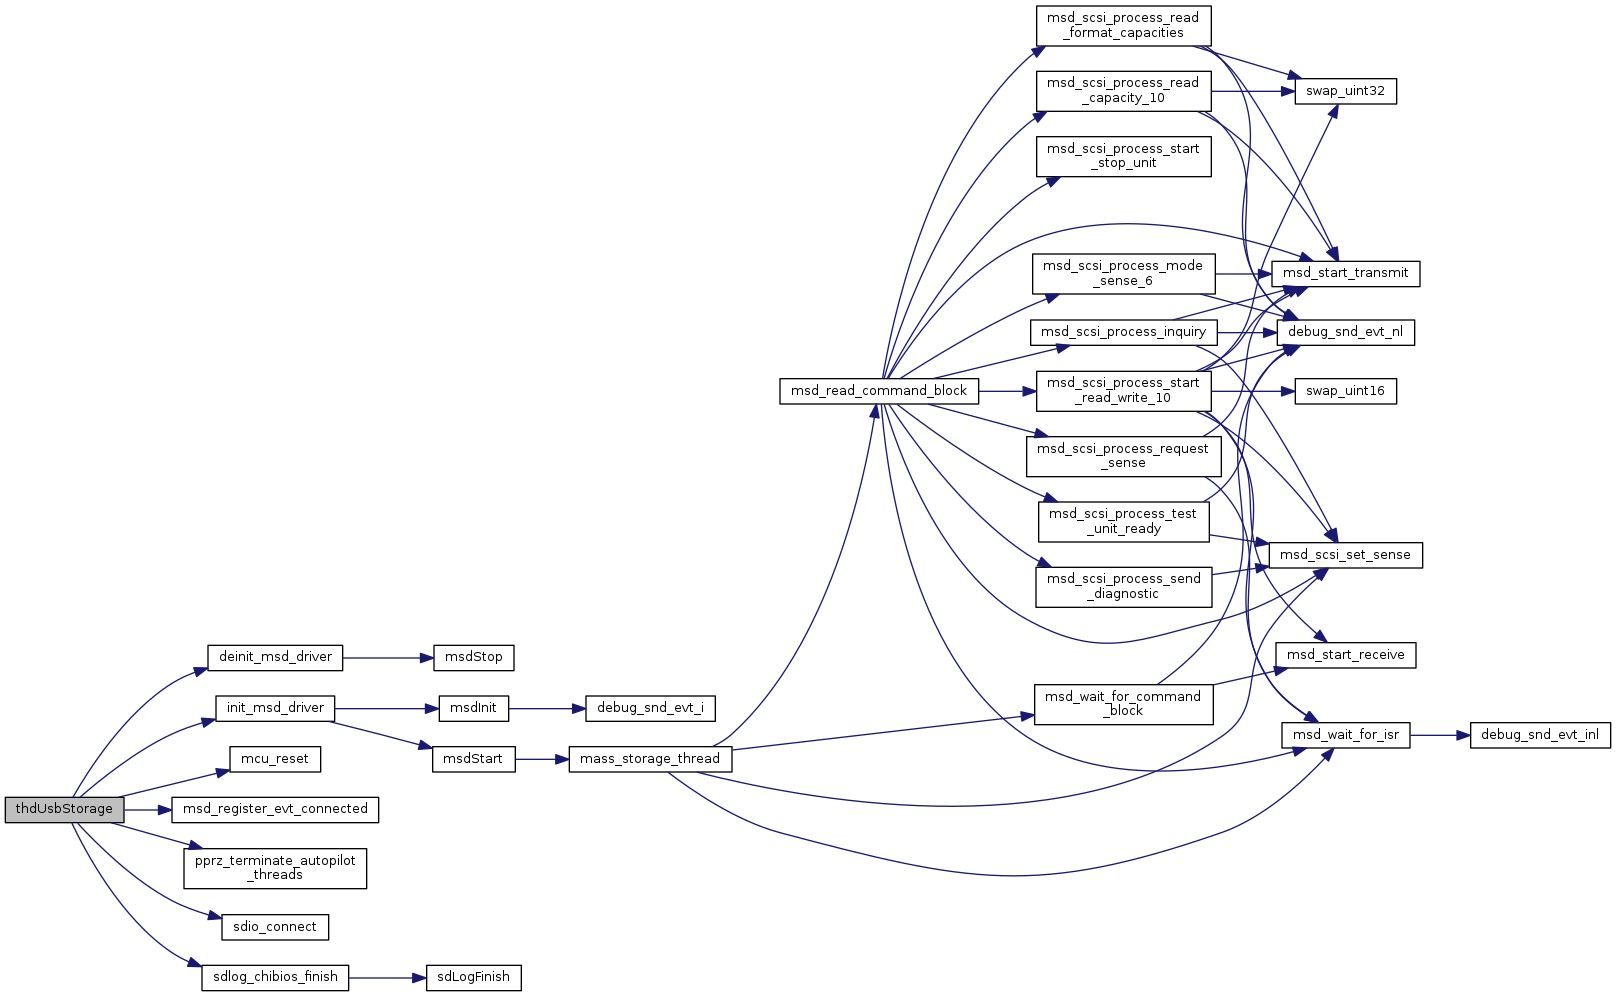 msd_scsi_process_read
_format_capacities
msd_scsi_process_read
_capacity_10
swap_uint32
msd_scsi_process_start
_stop_unit
msd_scsi_process_mode
_sense_6
msd_start_transmit
msd_scsi_process_inquiry
debug_snd_evt_nl
msd_read_command_block
msd_scsi_process_start
_read_write_10
swap_uint16
msd_scsi_process_request
_sense
msd_scsi_process_test
_unit_ready
msd_scsi_set_sense
msd_scsi_process_send
_diagnostic
deinit_msd_driver
msdStop
msd_start_receive
init_msd_driver
msdInit
debug_snd_evt_i
msd_wait_for_command
_block
msd_wait_for_isr
debug_snd_evt_inl
mcu_reset
msdStart
mass_storage_thread
thdUsbStorage
msd_register_evt_connected
pprz_terminate_autopilot
_threads
sdio_connect
sdlog_chibios_finish
sdLogFinish